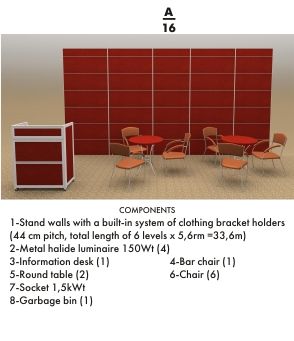 A
16
COMPONENTS
1-Stand walls with a built-in system of clothing bracket holders
(44 cm pitch, total length of 6 levels x 5,6rm =33,6m)
2-Metal halide luminaire 150Wt (4)
3-Information desk (1) 4-Bar chair (1)
5-Round table (2) 6-Chair (6)
7-Socket 1,5kWt
8-Garbage bin (1)